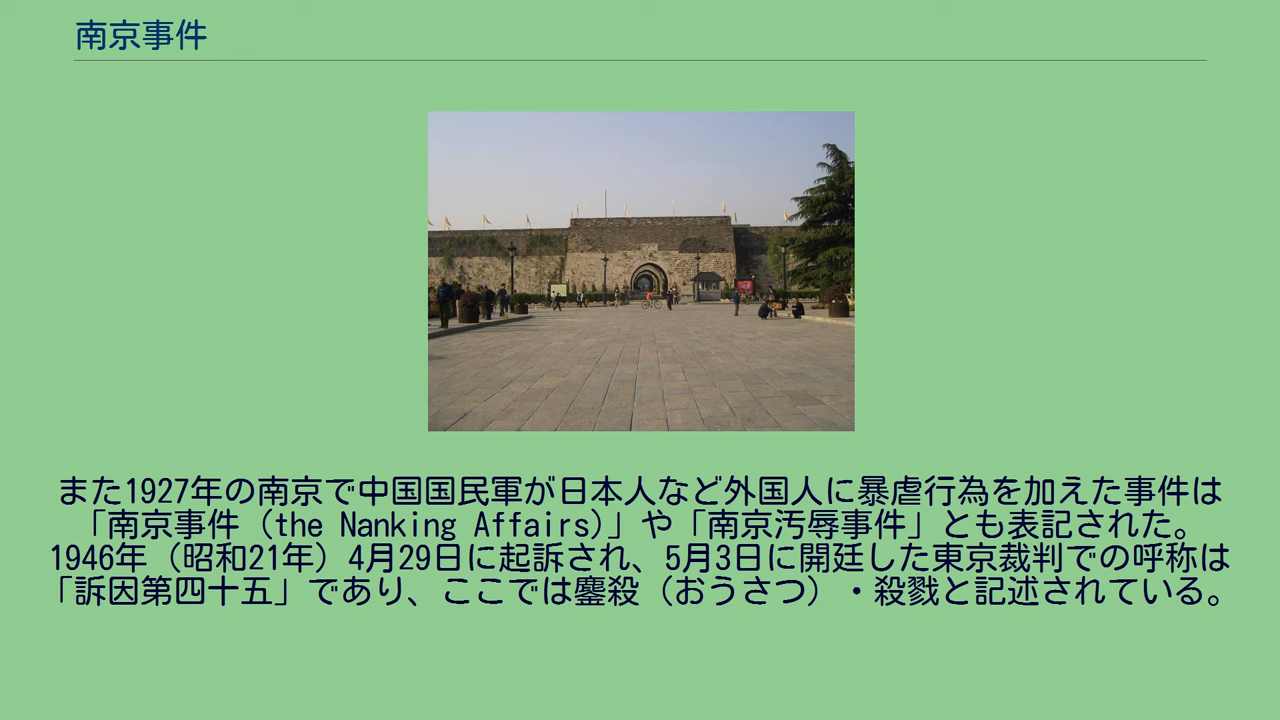 南京事件
また1927年の南京で中国国民軍が日本人など外国人に暴虐行為を加えた事件は
「南京事件（the Nanking Affairs)」や「南京汚辱事件」とも表記された。
1946年（昭和21年）4月29日に起訴され、5月3日に開廷した東京裁判での呼称は
「訴因第四十五」であり、ここでは鏖殺（おうさつ）・殺戮と記述されている。